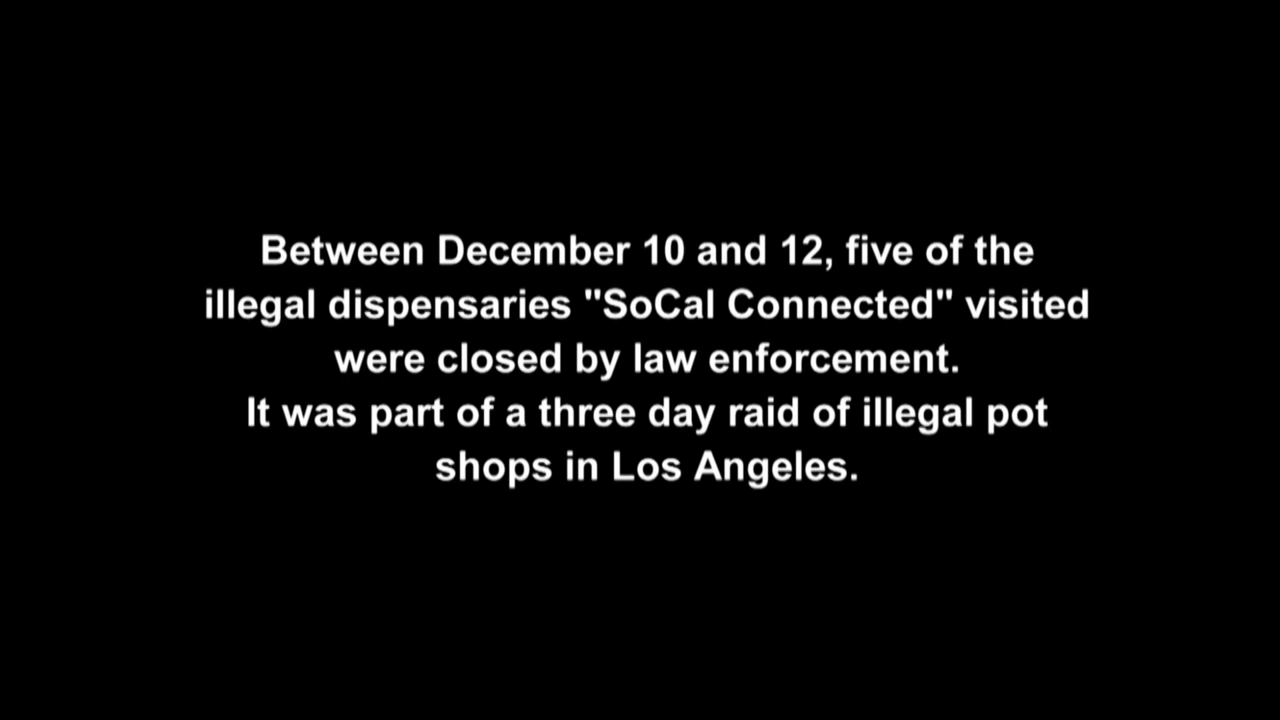 Between December 10 and 12, five of the
illegal dispensaries "SoCal Connected" visited
were closed by law enforcement.
It was part of a three day raid of illegal pot
shops in Los Angeles.